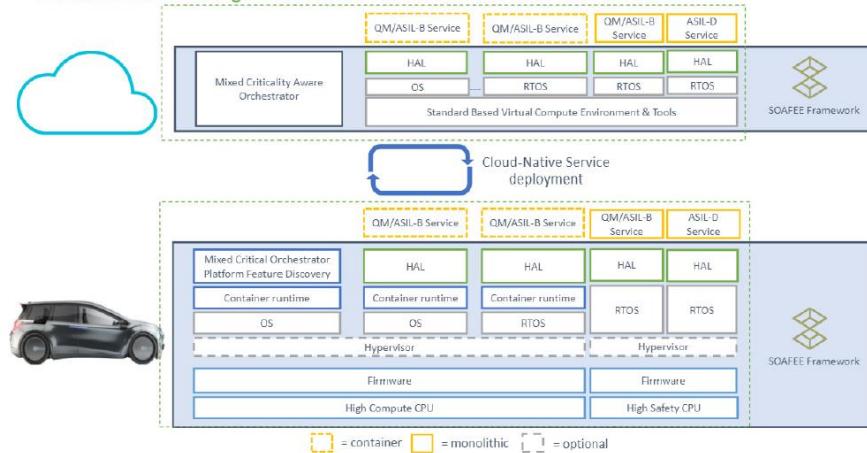 QM/ASIL-B Service
QM/ASIL-B Service
QM/ASIL-B
Service
ASIL-D
Service
Mixed Criticality Aware
Orchestrator
HAL
HAL
HAL
HAL
OS
RTOS
RTOS
RTOS
Standard Based Virtual Compute Environment & Tools
SOAFEE Framework
Cloud-Native Service
deployment
QM/ASIL-B Service
QM/ASIL-B Service
QM/ASIL-B
Service
ASIL-D
Service
Mixed Critical Orchestrator
Platform Feature Discovery
HAL
HAL
HAL
HAL
Container runtime
Container runtime
Container runtime
RTOS
RTOS
OS
OS
RTOS
Hypervisor
Hypervisor
SOAFEE Framework
Firmware
Firmware
High Compute CPU
High Safety CPU
= container
= monolithic
= optional